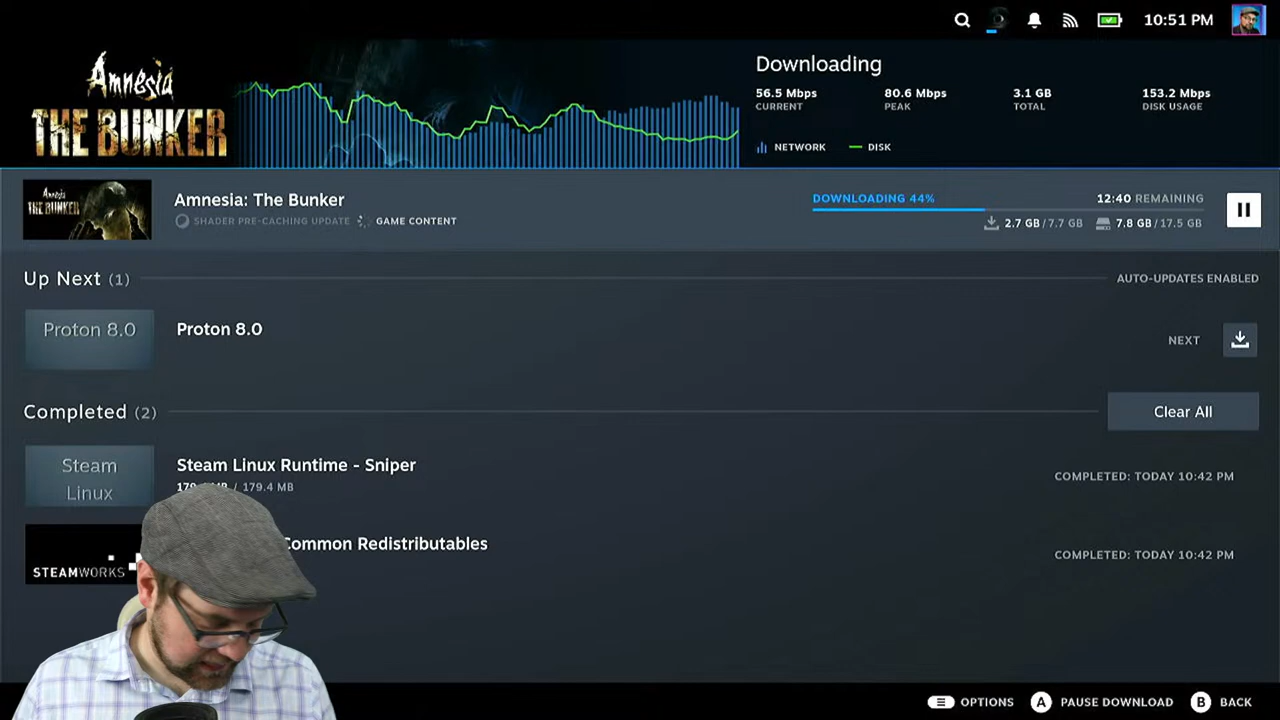 10:51 PM
Amnesia
THE BUNKER
Downloading
56.5 Mbps
CURRENT
80.6 Mbps
PEAK
3.1 GB
TOTAL
153.2 Mbps
DISK USAGE
NETWORK
DISK
Amnesia
THE BUNKER
Amnesia: The Bunker
SHADER PRE-CACHING UPDATE
GAME CONTENT
DOWNLOADING 44%
12:40 REMAINING
2.7 GB/7.7 GB
7.8 GB/17.5 GB
Up Next (1)
AUTO-UPDATES ENABLED
Proton 8.0
Proton 8.0
NEXT
Completed (2)
Clear All
Steam
Linux
Steam Linux Runtime - Sniper
/ 179.4 MB
COMPLETED: TODAY 10:42 PM
STEAMWORKS
Common Redistributables
COMPLETED: TODAY 10:42 PM
OPTIONS
A PAUSE DOWNLOAD
B BACK